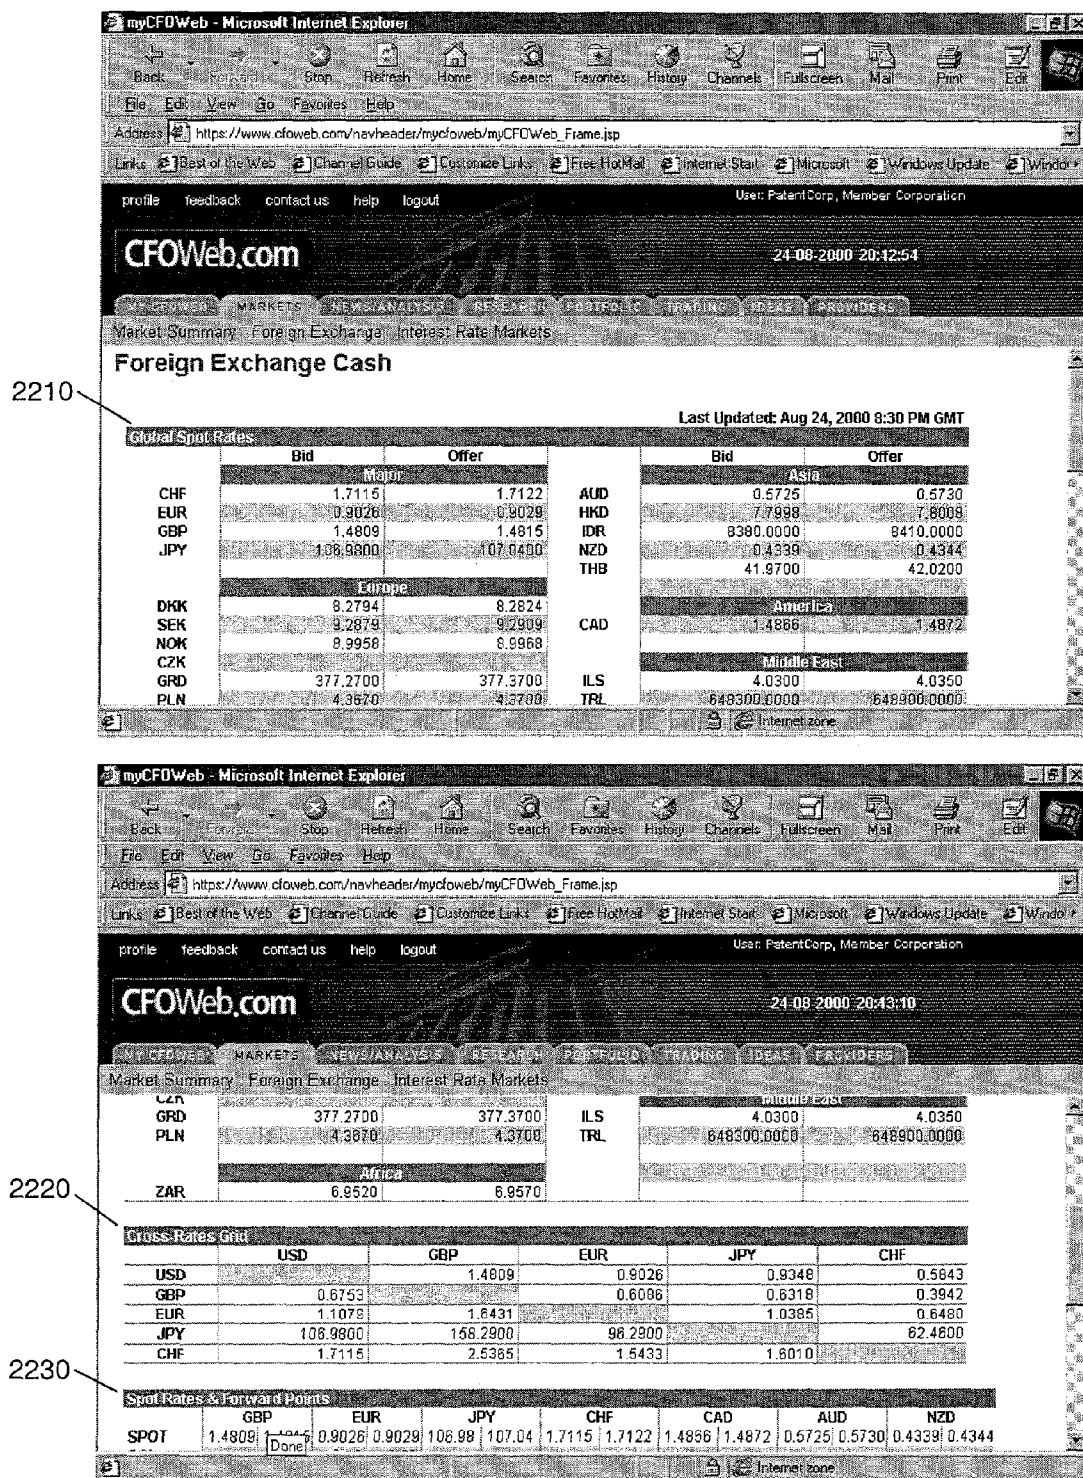 myCFOWeb - Microsoft Internet Explorer
Back Forward Stop Refresh Home Search Favorites History Channels Fullscreen Mail Print Edit
File Edit View Go Favorites Help
Address https://www.cfoweb.com/navheader/mycfoweb/myCFOWeb_Frame.jsp
Links Best of the Web Channel Guide Customize Links Free HotMail Internet Start Microsoft Windows Update Window
profile feedback contact us help logout User: PatentCorp, Member Corporation
CFOWeb.com 24-08-2000 20:12:54
MY CFOWEB MARKETS NEWS/ANALYSIS RESEARCH PORTFOLIO TRADING IDEAS PROVIDERS
Market Summary Foreign Exchange Interest Rate Markets
Foreign Exchange Cash
2210
Last Updated: Aug 24, 2000 8:30 PM GMT
Global Spot Rates
Bid Offer Bid Offer
Major Asia
CHF 1.7115 1.7122 AUD 0.5725 0.5730
EUR 0.9026 0.9029 HKD 7.7998 7.8008
GBP 1.4809 1.4815 IDR 8380.0000 8410.0000
JPY 106.9800 107.0400 NZD 0.4339 0.4344
THB 41.9700 42.0200
Europe
DKK 8.2794 8.2824 America
SEK 9.2879 9.2909 CAD 1.4866 1.4872
NOK 8.9958 8.9968
CZK Middle East
GRD 377.2700 377.3700 ILS 4.0300 4.0350
PLN 4.3670 4.3700 TRL 648300.0000 648900.0000
Internet zone
myCFOWeb - Microsoft Internet Explorer
Back Forward Stop Refresh Home Search Favorites History Channels Fullscreen Mail Print Edit
File Edit View Go Favorites Help
Address https://www.cfoweb.com/navheader/mycfoweb/myCFOWeb_Frame.jsp
Links Best of the Web Channel Guide Customize Links Free HotMail Internet Start Microsoft Windows Update Window
profile feedback contact us help logout User: PatentCorp, Member Corporation
CFOWeb.com 24-08-2000 20:43:10
MY CFOWEB MARKETS NEWS/ANALYSIS RESEARCH PORTFOLIO TRADING IDEAS PROVIDERS
Market Summary Foreign Exchange Interest Rate Markets
CZK Middle East
GRD 377.2700 377.3700 ILS 4.0300 4.0350
PLN 4.3670 4.3700 TRL 648300.0000 648900.0000
Africa
ZAR 6.9520 6.9570
2220
Cross-Rates Grid
USD GBP EUR JPY CHF
USD 1.4809 0.9026 0.9348 0.5843
GBP 0.6753 0.6086 0.6318 0.3942
EUR 1.1079 1.6431 1.0385 0.6480
JPY 106.9800 158.2900 96.2900 62.4600
CHF 1.7115 2.5365 1.5433 1.6010
2230
Spot Rates & Forward Points
GBP EUR JPY CHF CAD AUD NZD
SPOT 1.4809 1.4815 0.9026 0.9029 106.98 107.04 1.7115 1.7122 1.4866 1.4872 0.5725 0.5730 0.4339 0.4344
Done
Internet zone